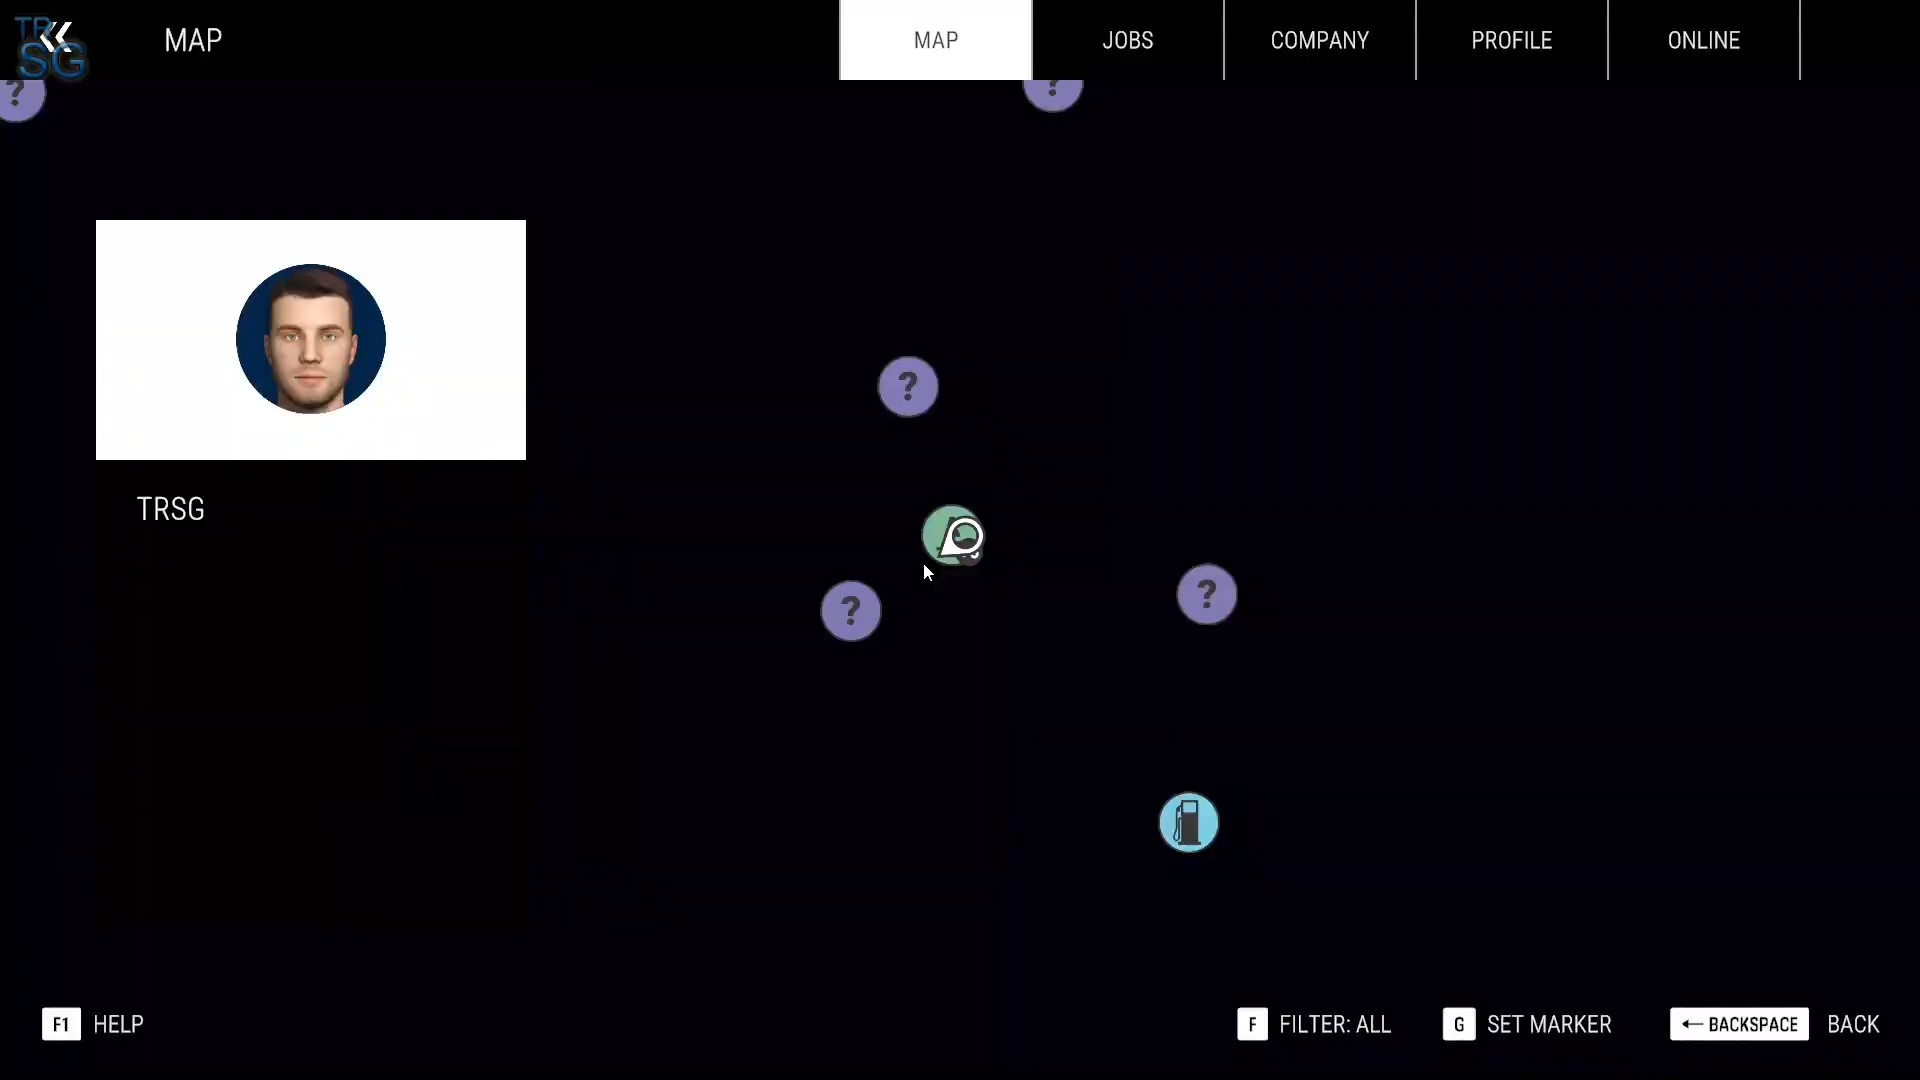 TR
SG
MAP
MAP
JOBS
COMPANY
PROFILE
ONLINE
?
?
?
TRSG
?
?
F1 HELP
F FILTER: ALL
G SET MARKER
← BACKSPACE BACK